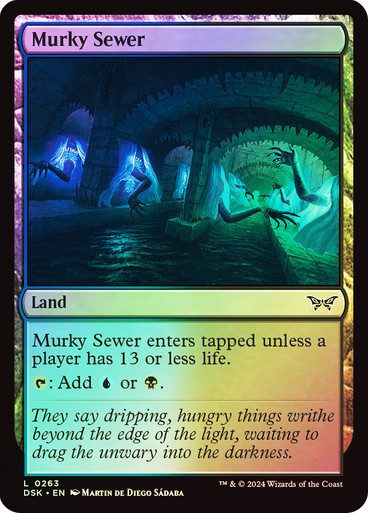 Murky Sewer
Land
Murky Sewer enters tapped unless a
player has 13 or less life.
: Add or .
They say dripping, hungry things writhe
beyond the edge of the light, waiting to
drag the unwary into the darkness.
L 0263
DSK • EN Martin de Diego Sádaba
™ & © 2024 Wizards of the Coast